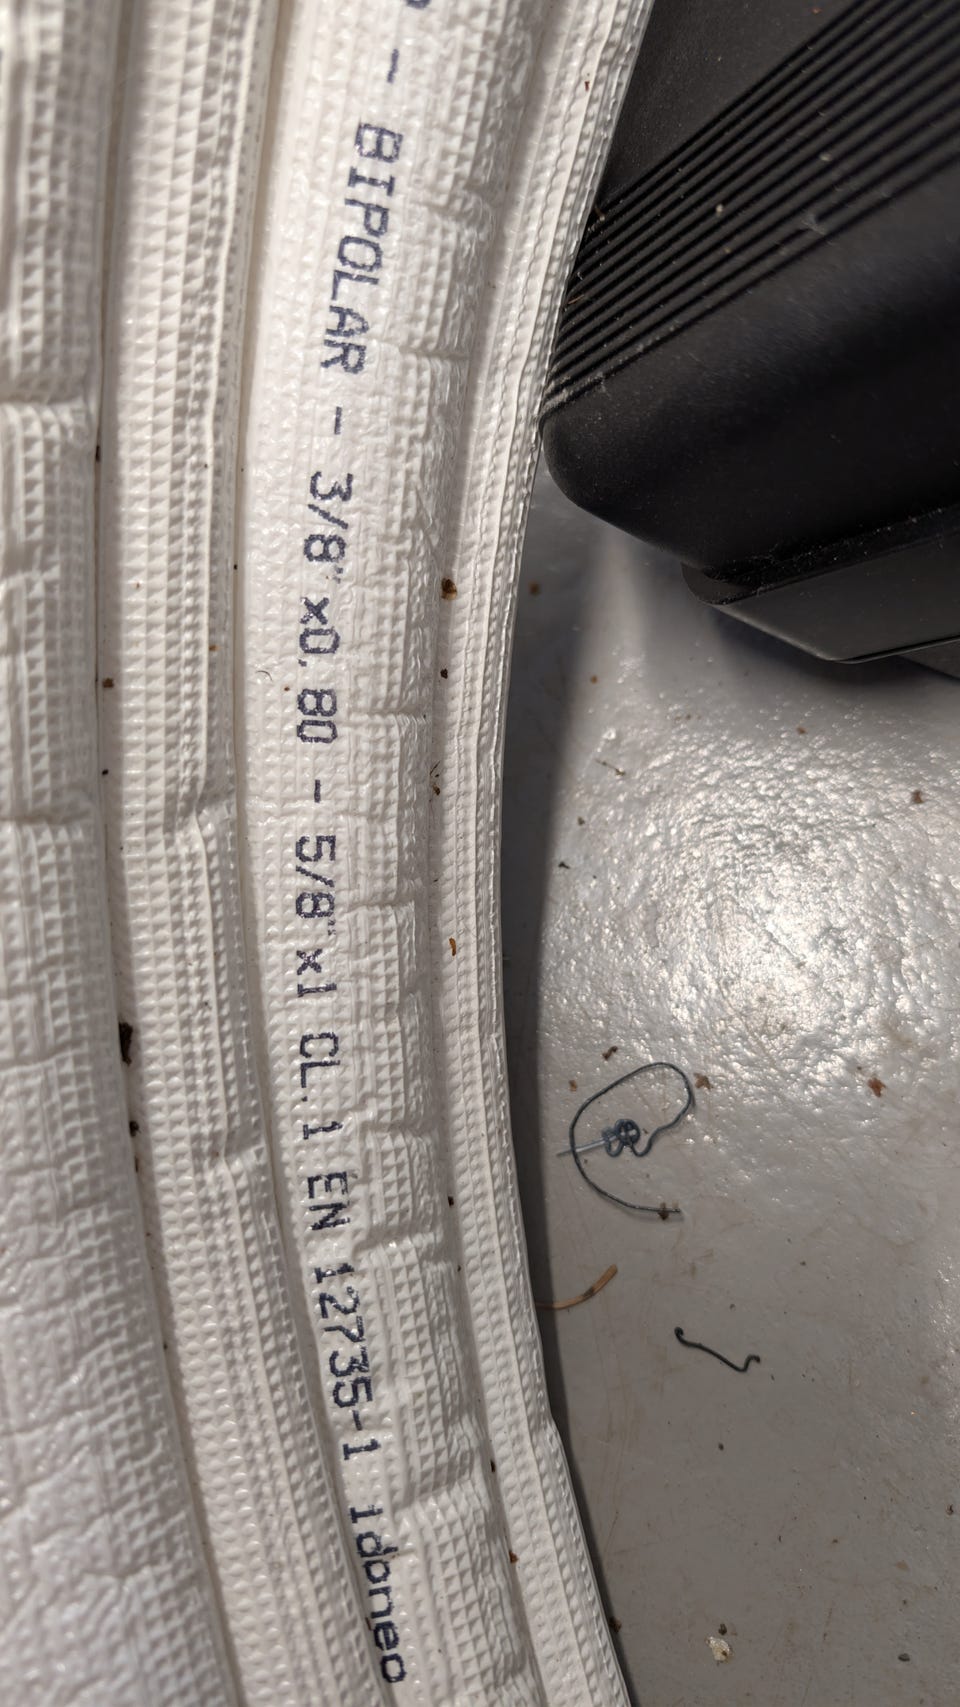 - BIPOLAR - 3/8"x0,80 - 5/8"x1 CL.1 EN 12735-1 idoneo